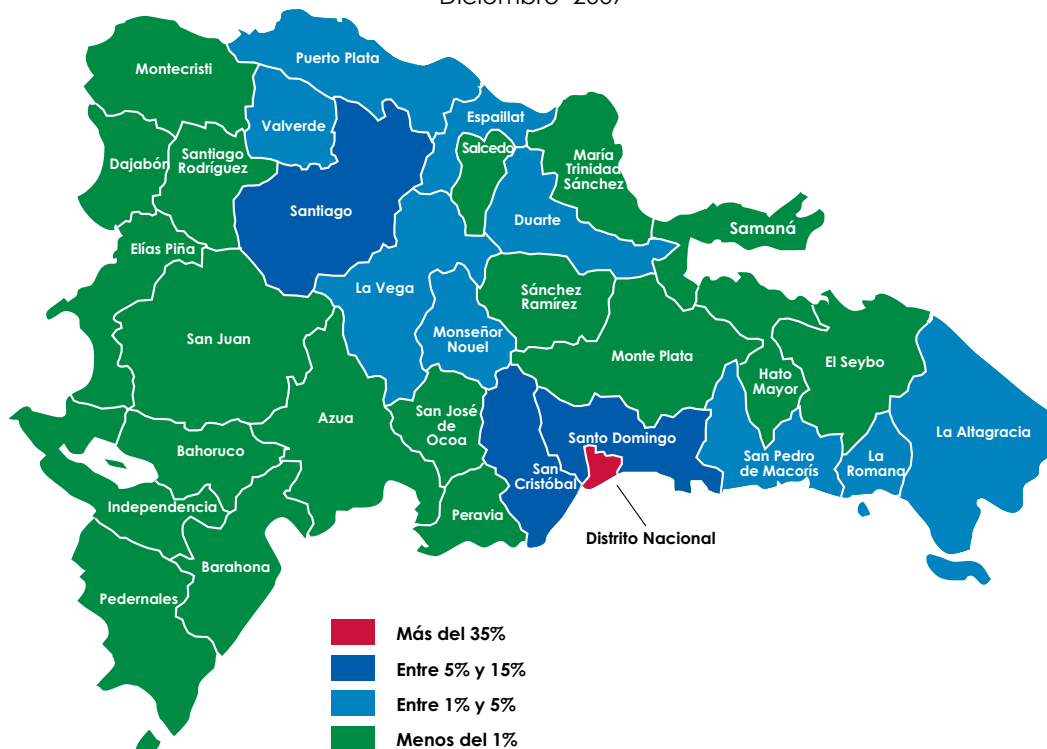 Diciembre 2007
Puerto Plata
Montecristi
Espaillat
Valverde
Salcedo
Dajabón
Santiago
Rodríguez
María
Trinidad
Sánchez
Santiago
Duarte
Samaná
Elías Piña
La Vega
Sánchez
Ramírez
San Juan
Monseñor
Nouel
Monte Plata
El Seybo
Hato
Mayor
Azua
San José
de
Ocoa
Santo Domingo
La Altagracia
Bahoruco
San
Cristóbal
San Pedro
de Macorís
La
Romana
Independencia
Peravia
Distrito Nacional
Barahona
Pedernales
Más del 35%
Entre 5% y 15%
Entre 1% y 5%
Menos del 1%